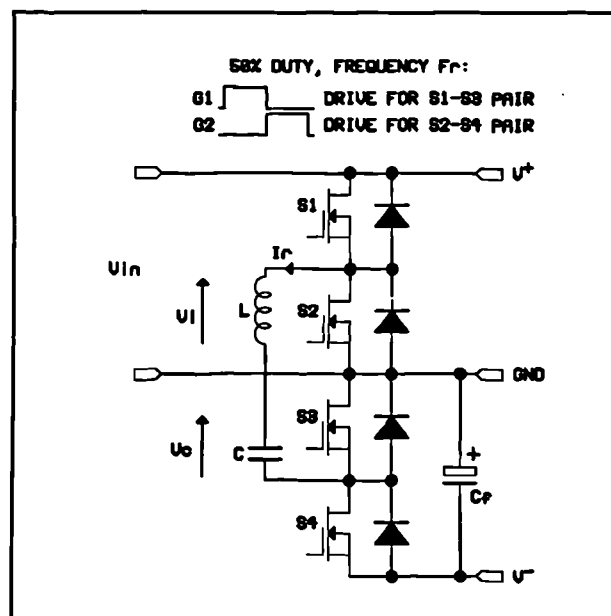 50% DUTY, FREQUENCY Fr:
G1 DRIVE FOR S1-S3 PAIR
G2 DRIVE FOR S2-S4 PAIR
V+
S1
Ir
Vin
Vl
L
S2
GND
S3
Vc
C
+
Cf
S4
V-